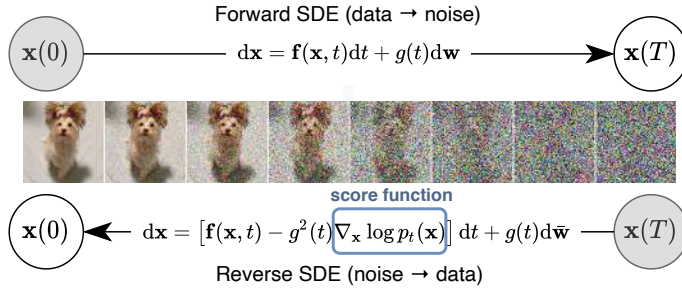 Forward SDE (data → noise)
x(0) dx = f(x, t)dt + g(t)dw x(T)
score function
x(0) dx = [f(x, t) − g²(t)∇ₓ log pₜ(x)] dt + g(t)dw̄ x(T)
Reverse SDE (noise → data)